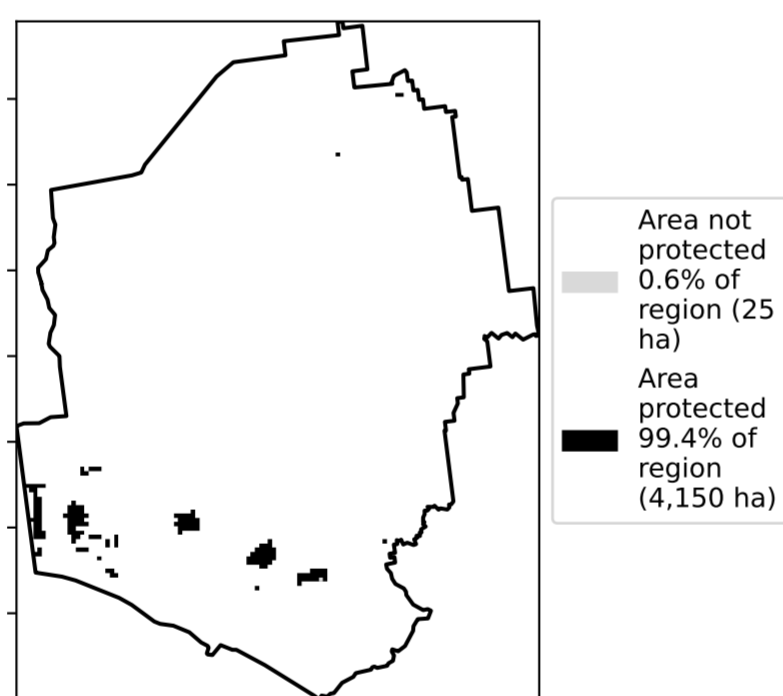 Area not
protected
0.6% of
region (25
ha)
Area
protected
99.4% of
region
(4,150 ha)